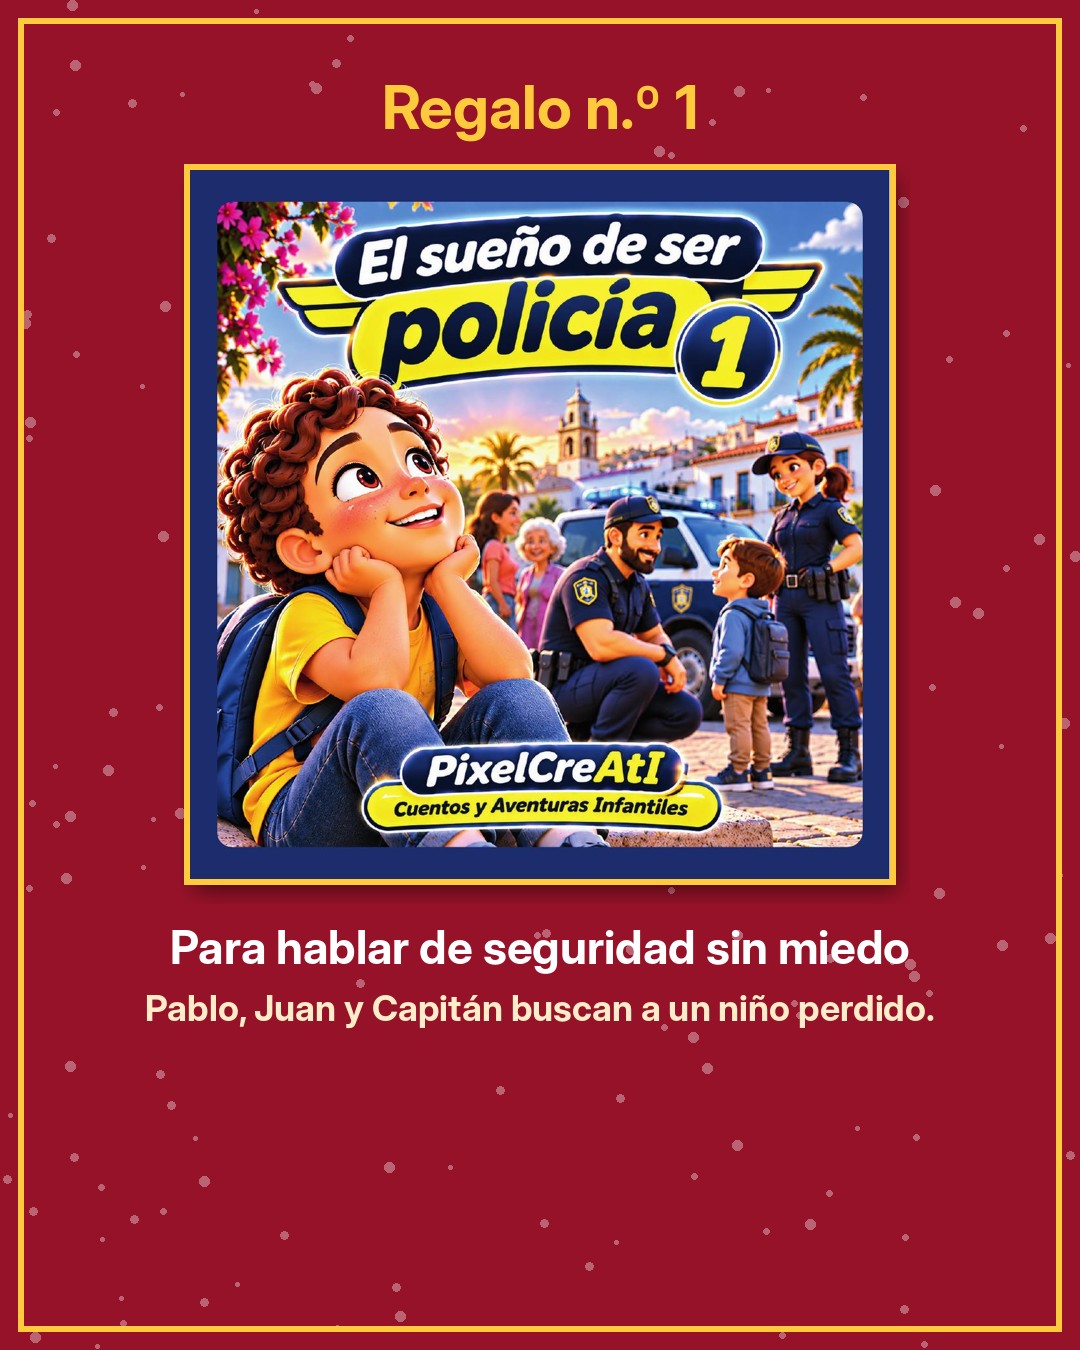 Regalo n.º 1
El sueño de ser
policía
1
PixelCreAtI
Cuentos y Aventuras Infantiles
Para hablar de seguridad sin miedo
Pablo, Juan y Capitán buscan a un niño perdido.